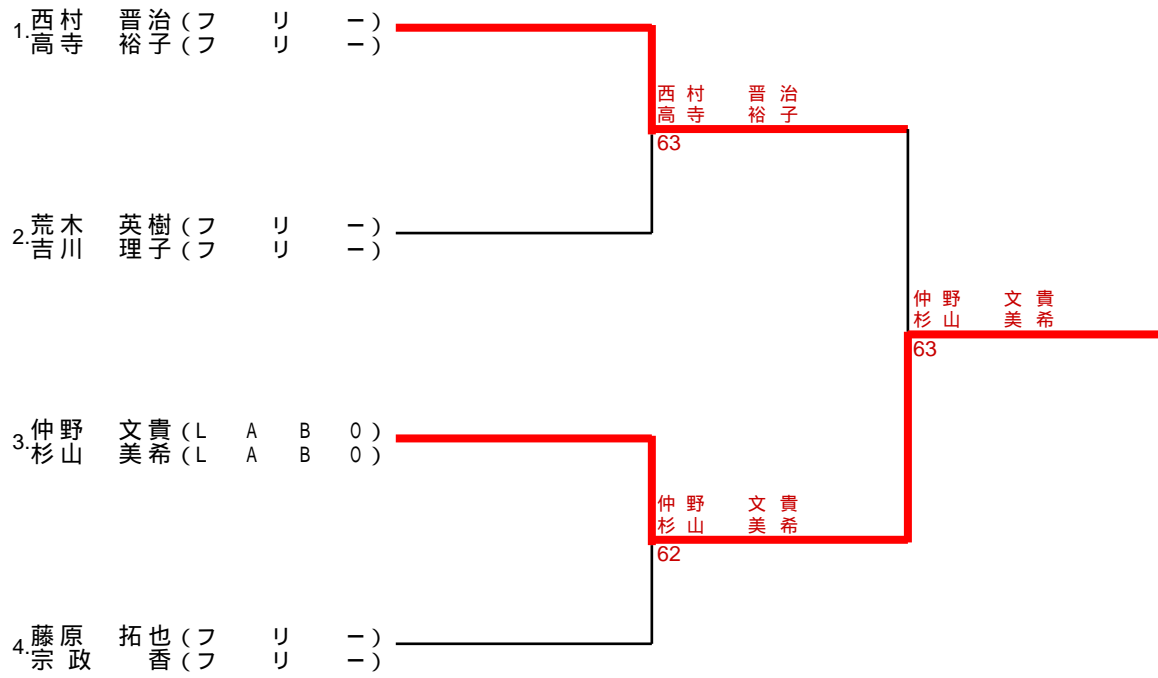 1.西村 晋治(フ リ ー)
高寺 裕子(フ リ ー)
西村 晋治
高寺 裕子
63
2.荒木 英樹(フ リ ー)
吉川 理子(フ リ ー)
仲野 文貴
杉山 美希
63
3.仲野 文貴(L A B O)
杉山 美希(L A B O)
仲野 文貴
杉山 美希
62
4.藤原 拓也(フ リ ー)
宗政 香(フ リ ー)